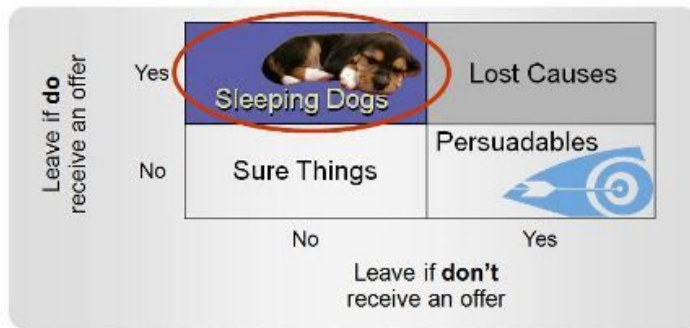 Leave if do
receive an offer
Yes
Sleeping Dogs
Lost Causes
No
Sure Things
Persuadables
No
Yes
Leave if don't
receive an offer